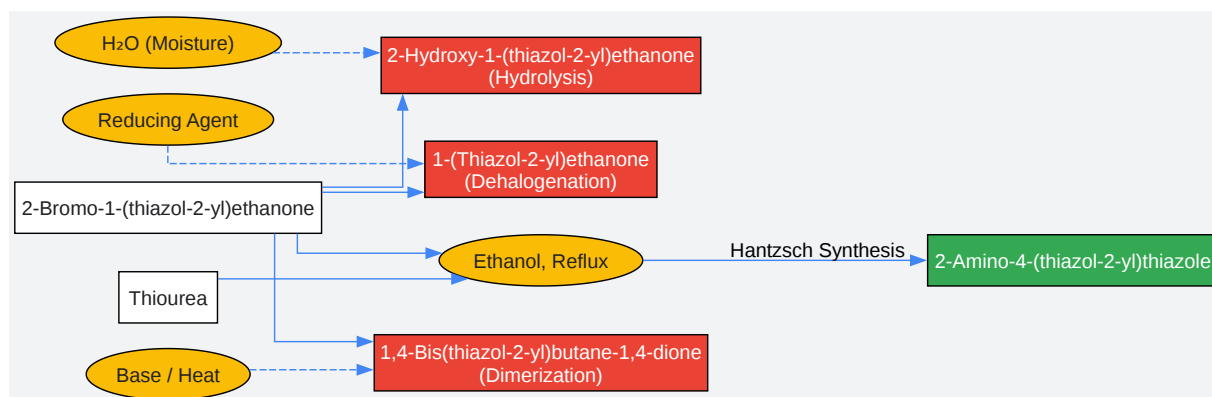 H₂O (Moisture)
2-Hydroxy-1-(thiazol-2-yl)ethanone
(Hydrolysis)
Reducing Agent
1-(Thiazol-2-yl)ethanone
(Dehalogenation)
2-Bromo-1-(thiazol-2-yl)ethanone
Ethanol, Reflux
Hantzsch Synthesis
2-Amino-4-(thiazol-2-yl)thiazole
Thiourea
1,4-Bis(thiazol-2-yl)butane-1,4-dione
(Dimerization)
Base / Heat